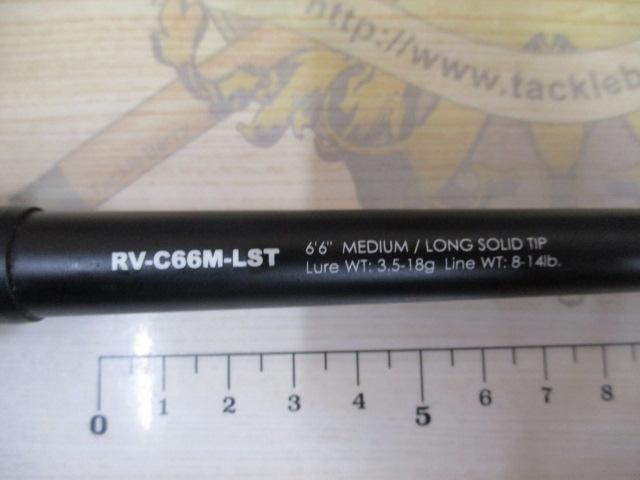 http://www.tackleb
RV-C66M-LST
6'6" MEDIUM / LONG SOLID TIP
Lure WT: 3.5-18g Line WT: 8-14lb.
0 1 2 3 4 5 6 7 8